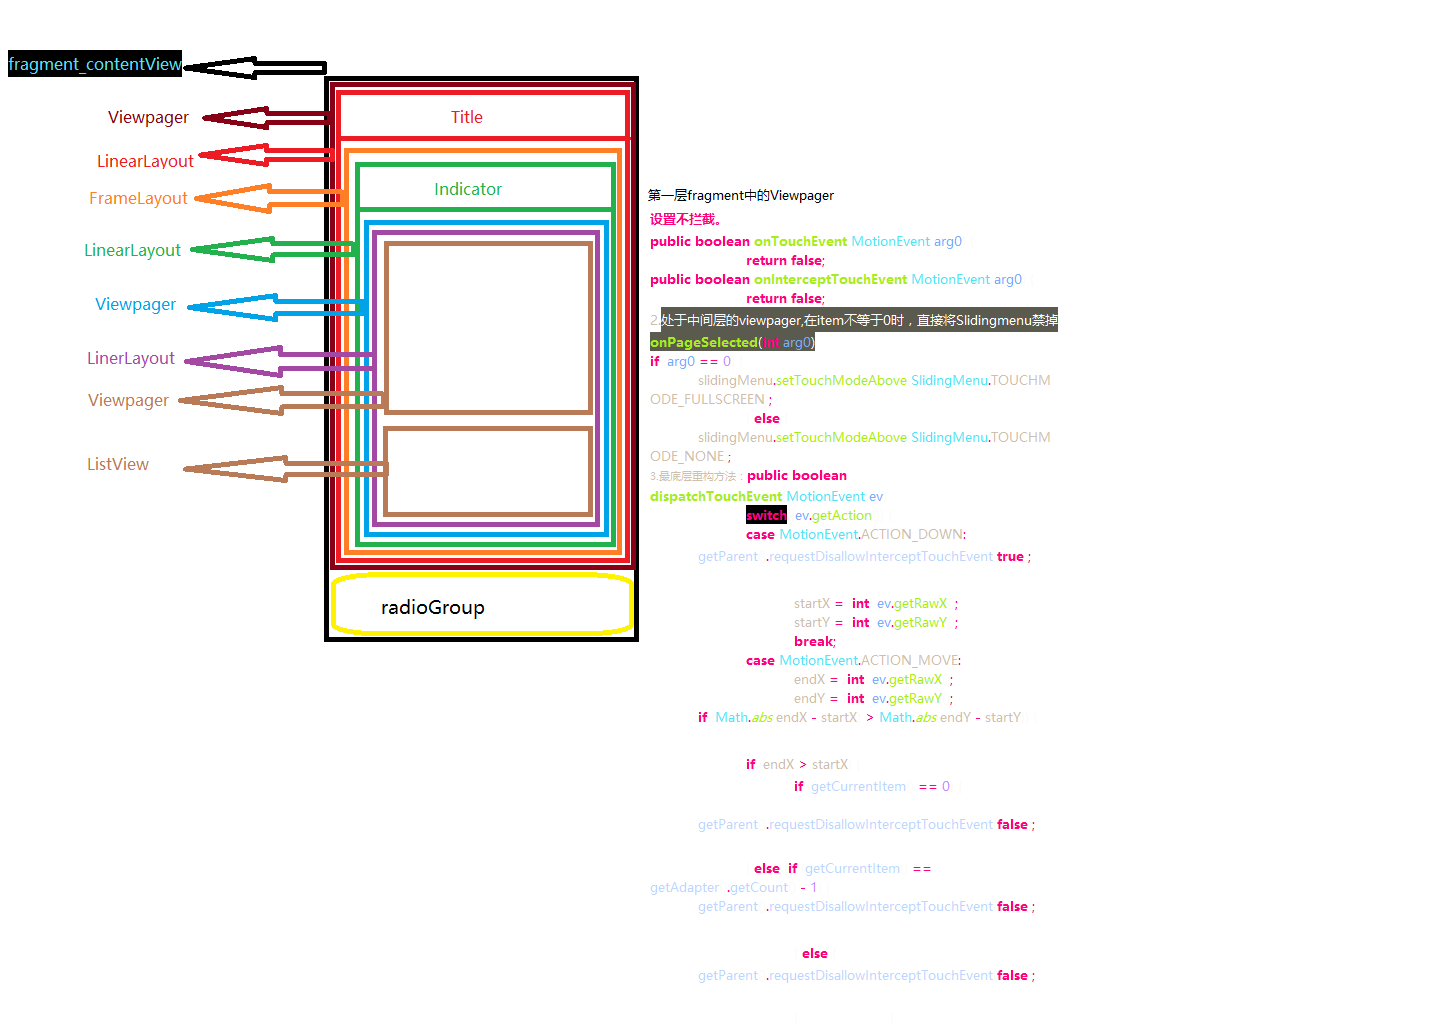 fragment_contentView
Viewpager
LinearLayout
FrameLayout
LinearLayout
Viewpager
LinerLayout
Viewpager
ListView
Title
Indicator
radioGroup
第一层fragment中的Viewpager
设置不拦截。
public boolean onTouchEvent MotionEvent arg0
return false;
public boolean onInterceptTouchEvent MotionEvent arg0
return false;
2.处于中间层的viewpager,在item不等于0时，直接将Slidingmenu禁掉
onPageSelected(int arg0)
if arg0 == 0
slidingMenu.setTouchModeAbove SlidingMenu.TOUCHM
ODE_FULLSCREEN ;
else
slidingMenu.setTouchModeAbove SlidingMenu.TOUCHM
ODE_NONE ;
3.最底层重构方法：public boolean
dispatchTouchEvent MotionEvent ev
switch ev.getAction
case MotionEvent.ACTION_DOWN:
getParent .requestDisallowInterceptTouchEvent true ;
startX = int ev.getRawX ;
startY = int ev.getRawY ;
break;
case MotionEvent.ACTION_MOVE:
endX = int ev.getRawX ;
endY = int ev.getRawY ;
if Math.abs endX - startX > Math.abs endY - startY
if endX > startX
if getCurrentItem == 0
getParent .requestDisallowInterceptTouchEvent false ;
else if getCurrentItem ==
getAdapter .getCount - 1
getParent .requestDisallowInterceptTouchEvent false ;
else
getParent .requestDisallowInterceptTouchEvent false ;